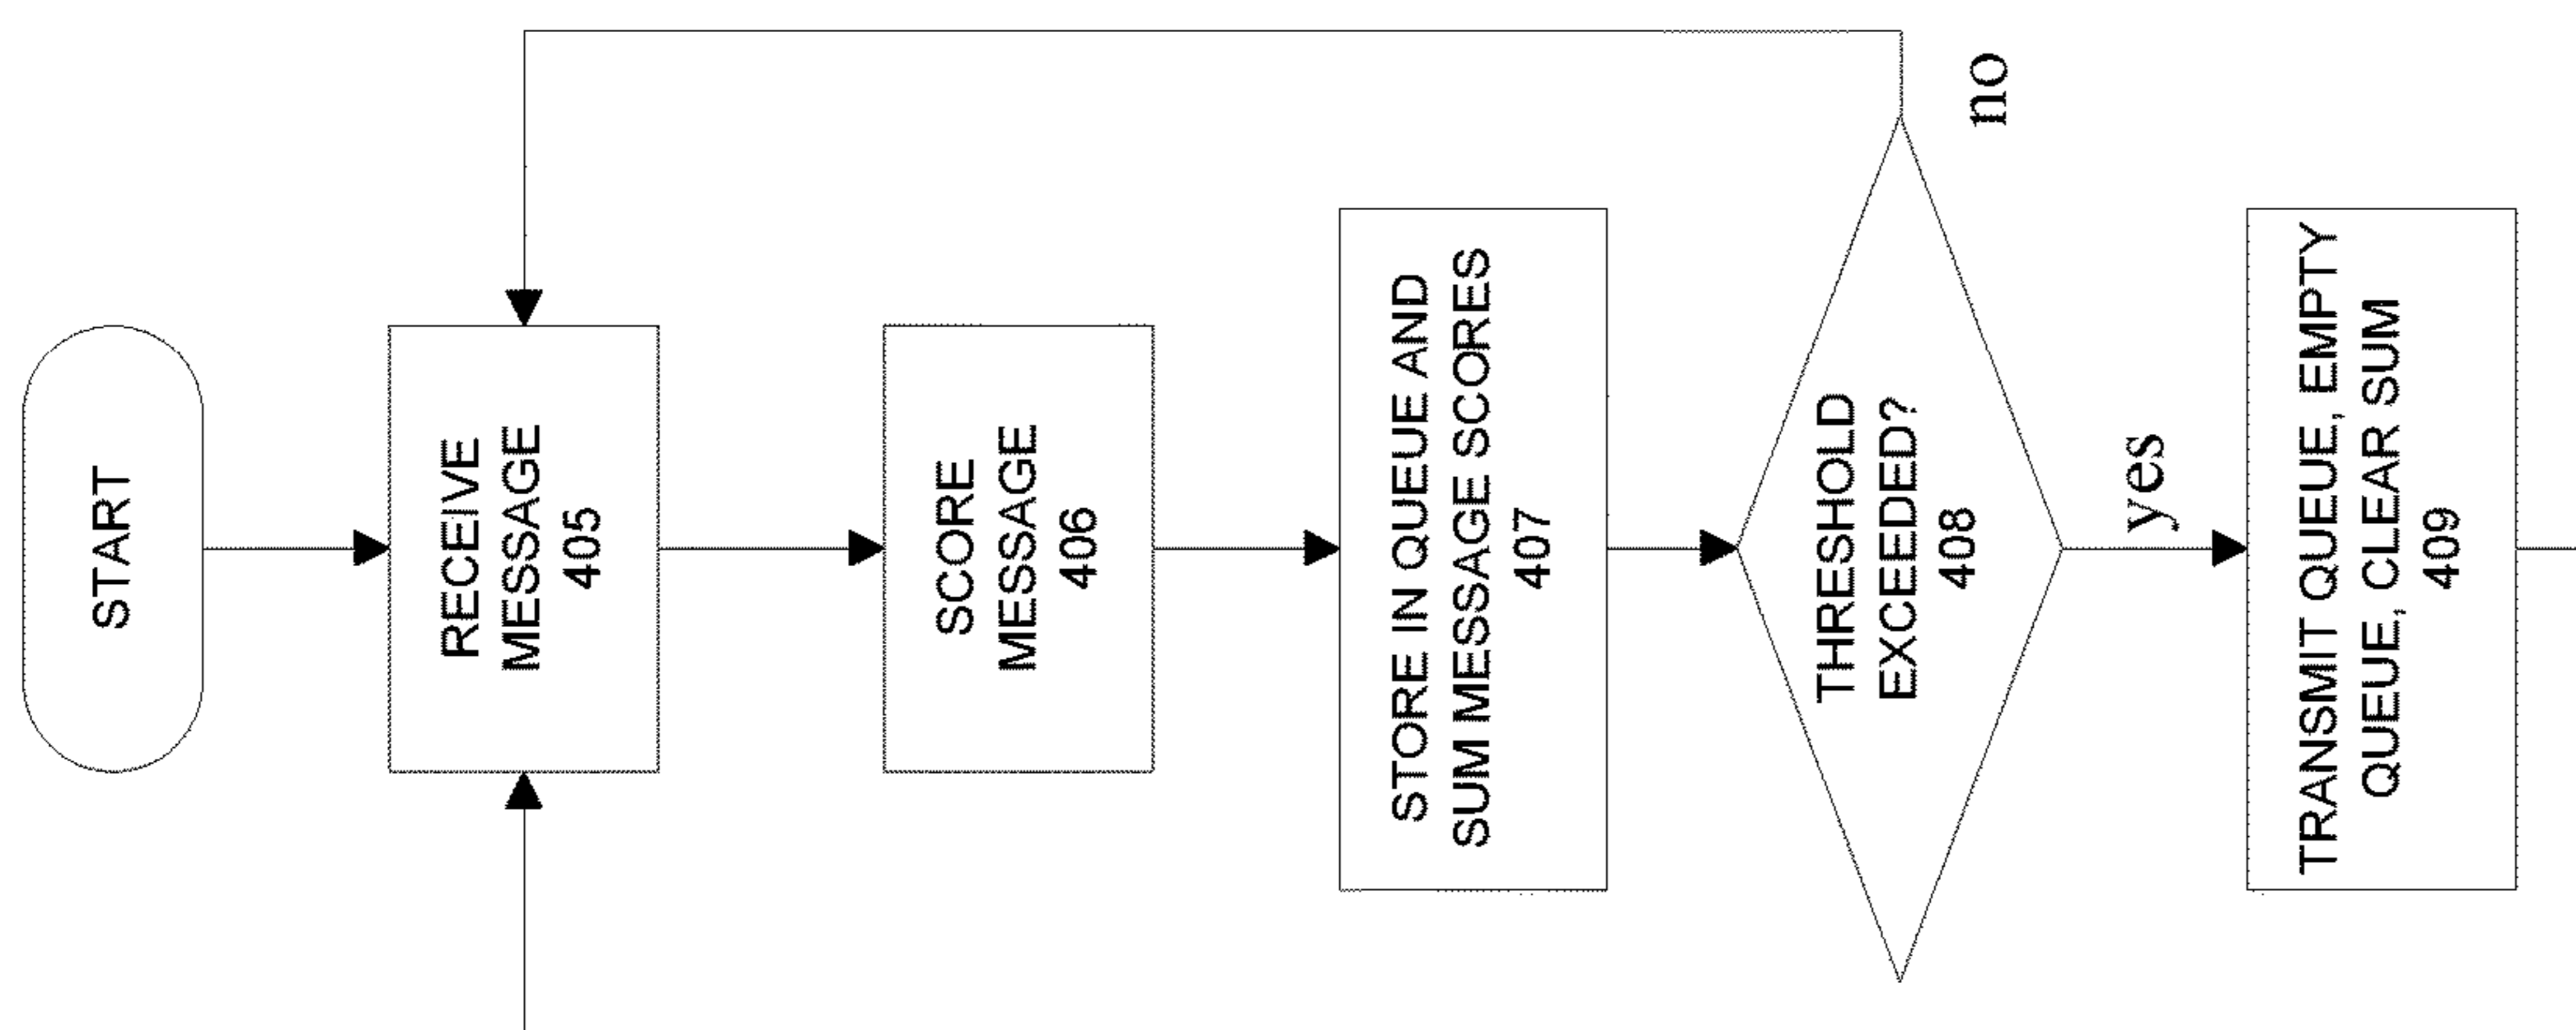 START
RECEIVE
MESSAGE
405
SCORE
MESSAGE
406
STORE IN QUEUE AND
SUM MESSAGE SCORES
407
THRESHOLD
EXCEEDED?
408
no
yes
TRANSMIT QUEUE, EMPTY
QUEUE, CLEAR SUM
409